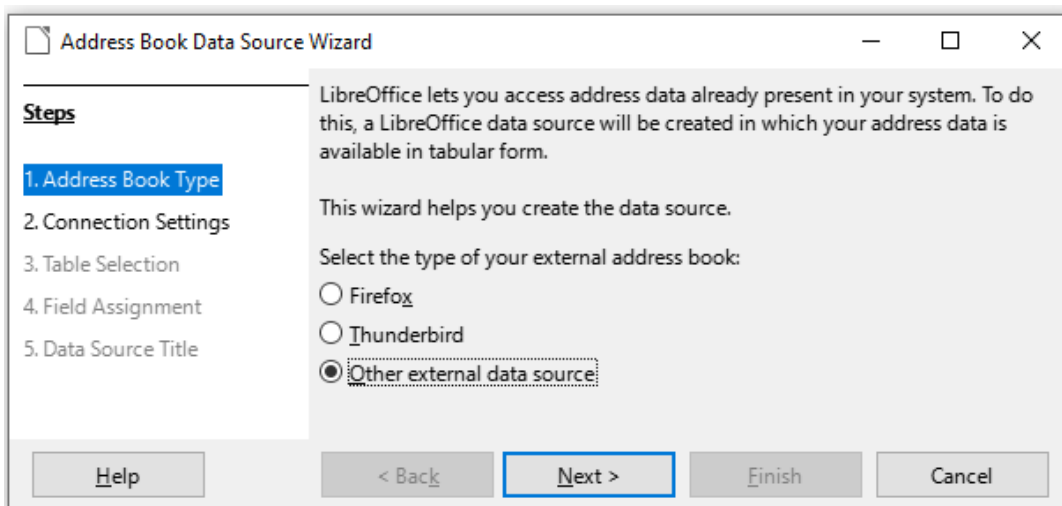 Address Book Data Source Wizard
Steps
1. Address Book Type
2. Connection Settings
3. Table Selection
4. Field Assignment
5. Data Source Title
LibreOffice lets you access address data already present in your system. To do
this, a LibreOffice data source will be created in which your address data is
available in tabular form.
This wizard helps you create the data source.
Select the type of your external address book:
Firefox
Thunderbird
Other external data source
Help
< Back
Next >
Finish
Cancel